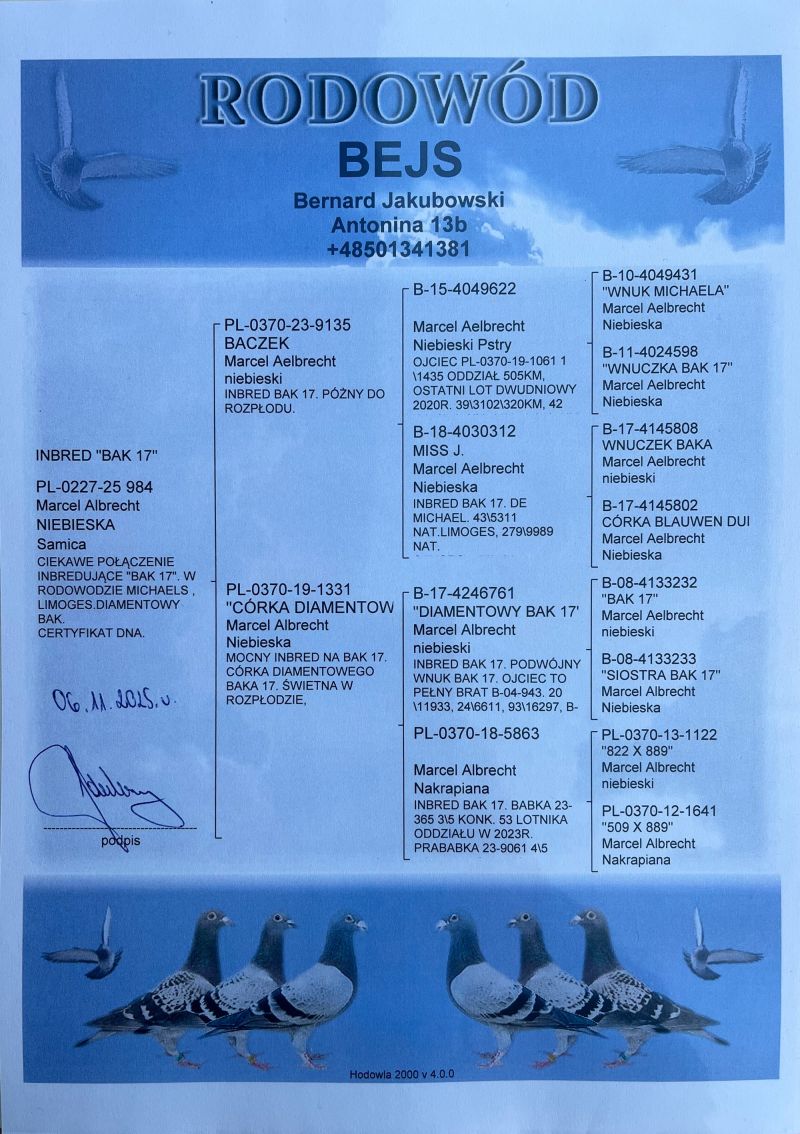 RODOWÓD
BEJS
Bernard Jakubowski
Antonina 13b
+48501341381
INBRED "BAK 17"
PL-0227-25 984
Marcel Albrecht
NIEBIESKA
Samica
CIEKAWE POŁĄCZENIE
INBREDUJĄCE "BAK 17". W
RODOWODZIE MICHAELS ,
LIMOGES.DIAMENTOWY
BAK.
CERTYFIKAT DNA.
06.11.2025.r.
podpis
PL-0370-23-9135
BACZEK
Marcel Aelbrecht
niebieski
INBRED BAK 17. PÓŻNY DO
ROZPŁODU.
PL-0370-19-1331
"CÓRKA DIAMENTOW
Marcel Albrecht
Niebieska
MOCNY INBRED NA BAK 17.
CÓRKA DIAMENTOWEGO
BAKA 17. ŚWIETNA W
ROZPŁODZIE,
B-15-4049622
Marcel Aelbrecht
Niebieski Pstry
OJCIEC PL-0370-19-1061 1
\1435 ODDZIAŁ 505KM,
OSTATNI LOT DWUDNIOWY
2020R. 39\3102\320KM, 42
B-18-4030312
MISS J.
Marcel Aelbrecht
Niebieska
INBRED BAK 17. DE
MICHAEL. 43\5311
NAT.LIMOGES, 279\9989
NAT.
B-17-4246761
"DIAMENTOWY BAK 17'
Marcel Albrecht
niebieski
INBRED BAK 17. PODWÓJNY
WNUK BAK 17. OJCIEC TO
PEŁNY BRAT B-04-943. 20
\11933, 24\6611, 93\16297, B-
PL-0370-18-5863
Marcel Albrecht
Nakrapiana
INBRED BAK 17. BABKA 23-
365 3\5 KONK. 53 LOTNIKA
ODDZIAŁU W 2023R.
PRABABKA 23-9061 4\5
B-10-4049431
"WNUK MICHAELA"
Marcel Aelbrecht
Niebieska
B-11-4024598
"WNUCZKA BAK 17"
Marcel Aelbrecht
Niebieska
B-17-4145808
WNUCZEK BAKA
Marcel Aelbrecht
niebieski
B-17-4145802
CÓRKA BLAUWEN DUI
Marcel Aelbrecht
Niebieska
B-08-4133232
"BAK 17"
Marcel Aelbrecht
niebieski
B-08-4133233
"SIOSTRA BAK 17"
Marcel Albrecht
Niebieska
PL-0370-13-1122
"822 X 889"
Marcel Albrecht
niebieski
PL-0370-12-1641
"509 X 889"
Marcel Albrecht
Nakrapiana
Hodowla 2000 v 4.0.0